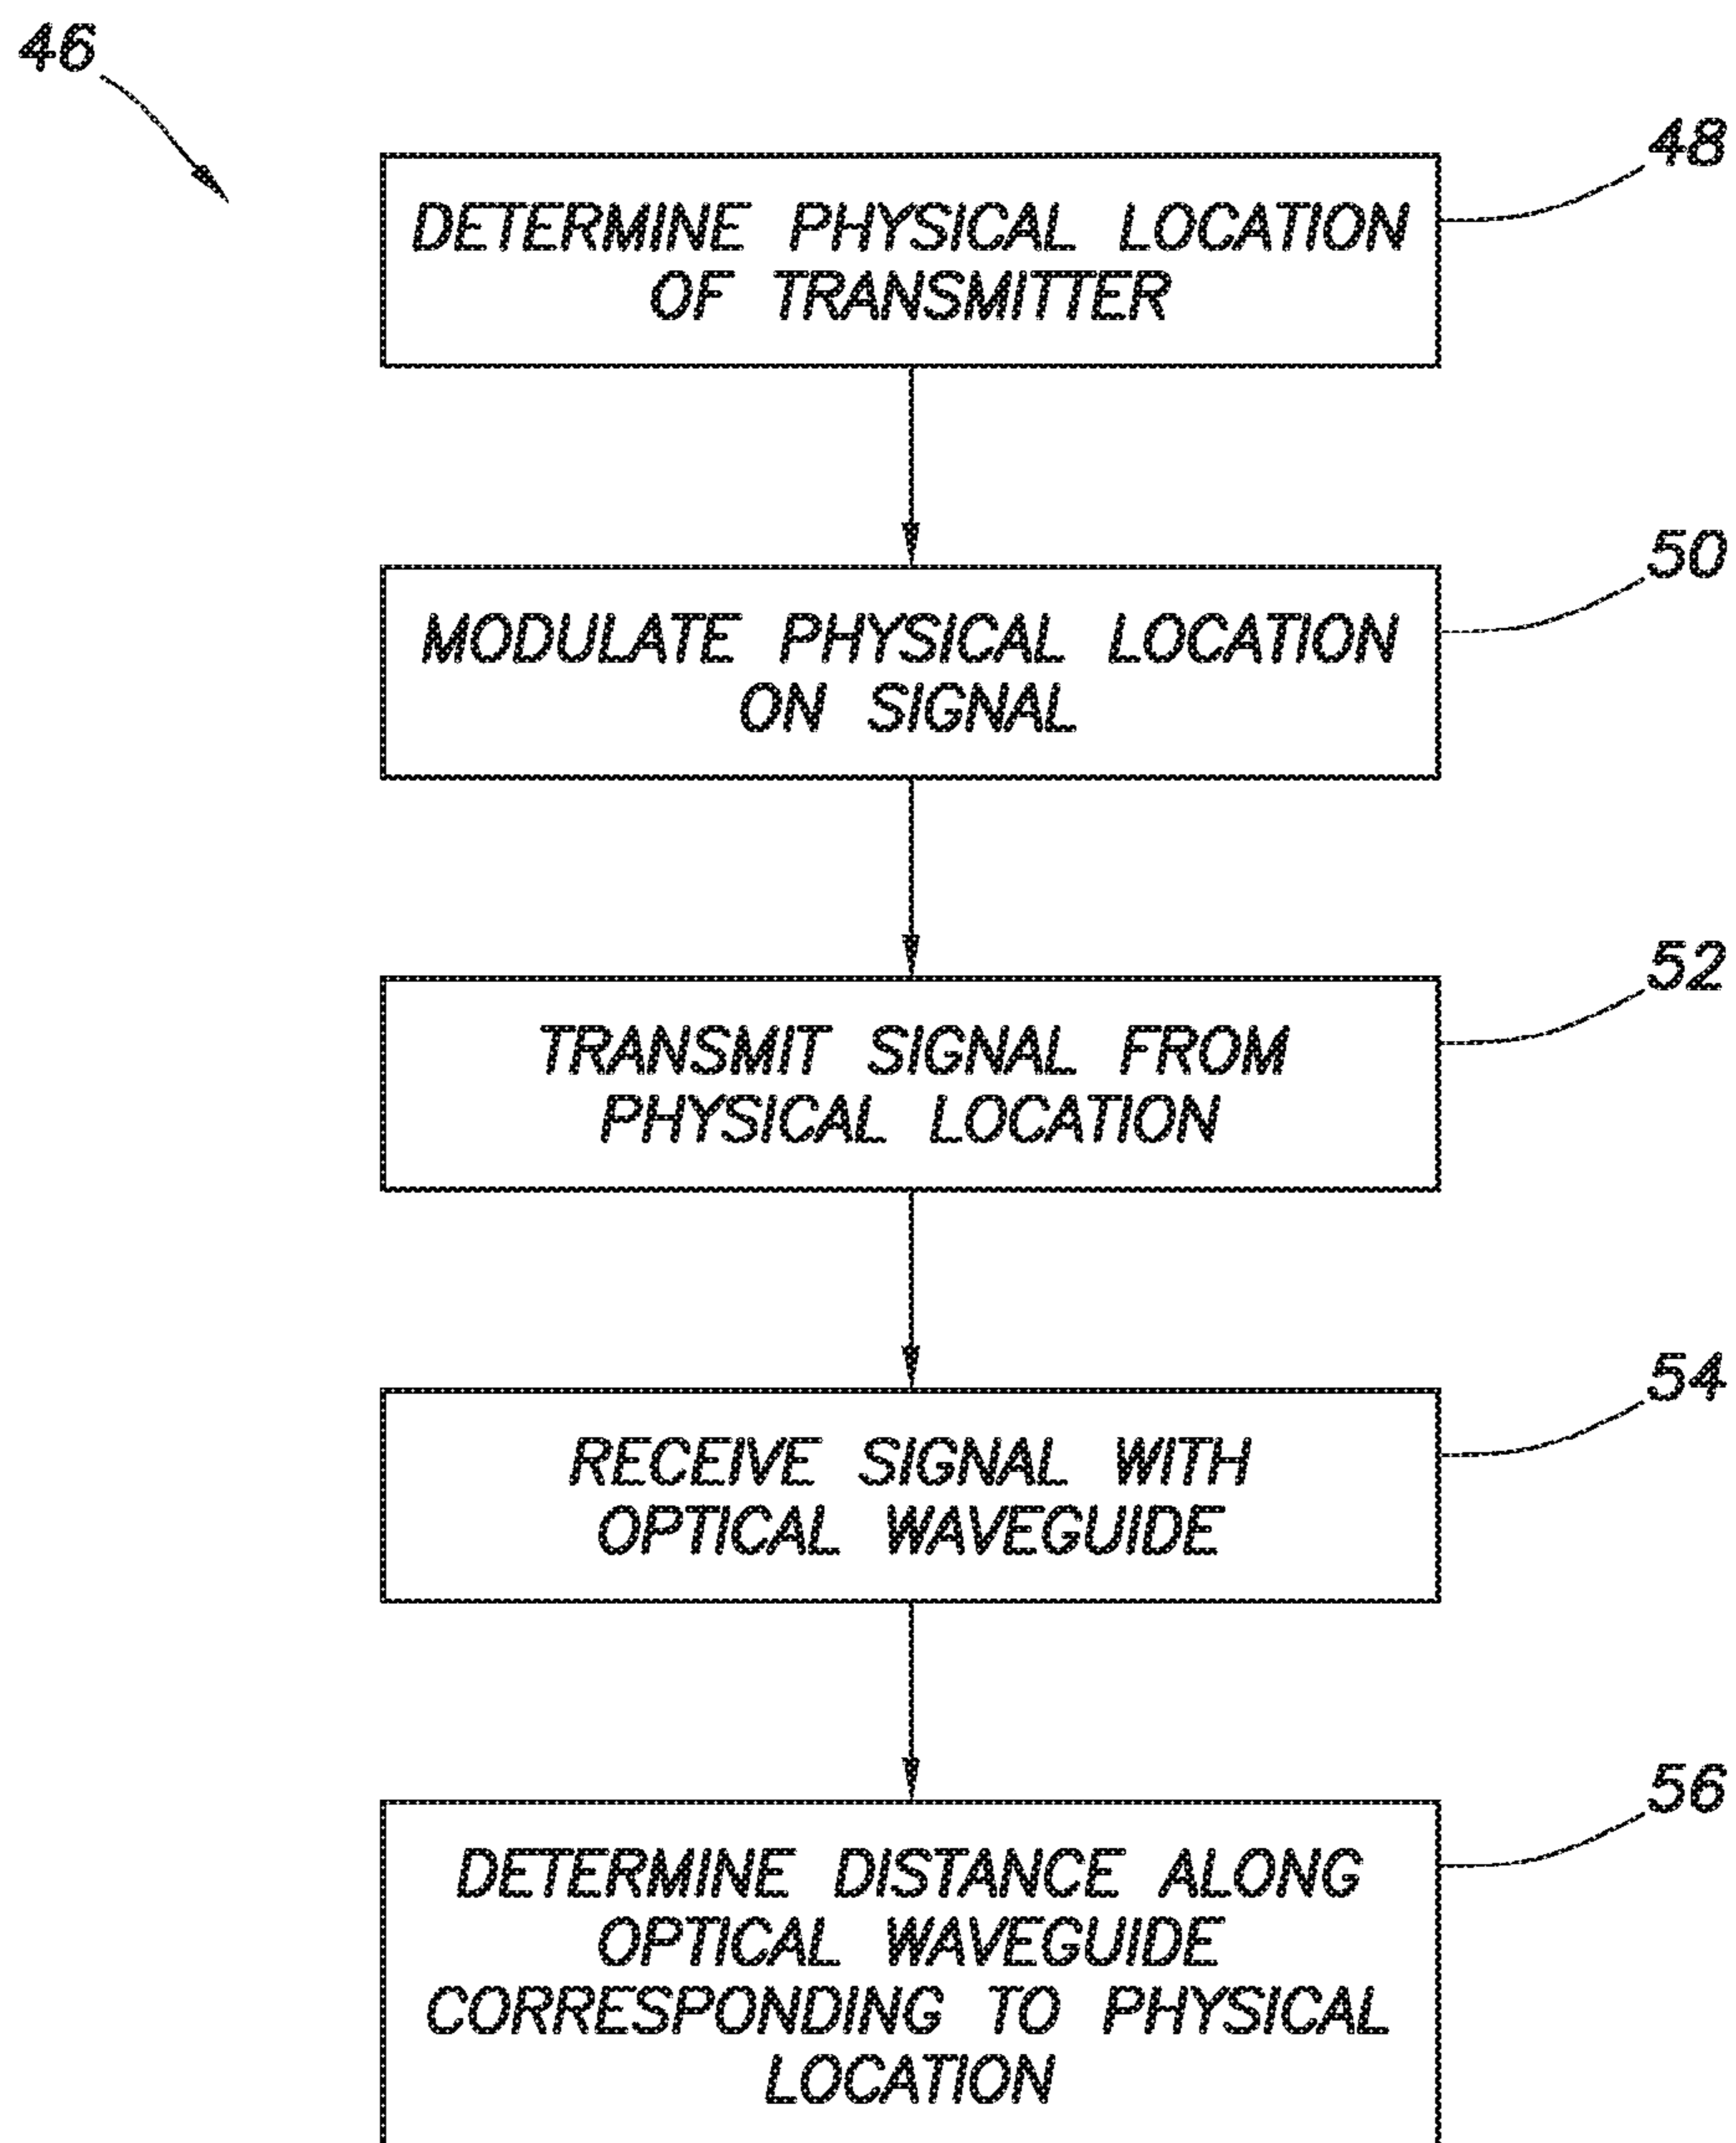 46
48
DETERMINE PHYSICAL LOCATION
OF TRANSMITTER
50
MODULATE PHYSICAL LOCATION
ON SIGNAL
52
TRANSMIT SIGNAL FROM
PHYSICAL LOCATION
54
RECEIVE SIGNAL WITH
OPTICAL WAVEGUIDE
56
DETERMINE DISTANCE ALONG
OPTICAL WAVEGUIDE
CORRESPONDING TO PHYSICAL
LOCATION